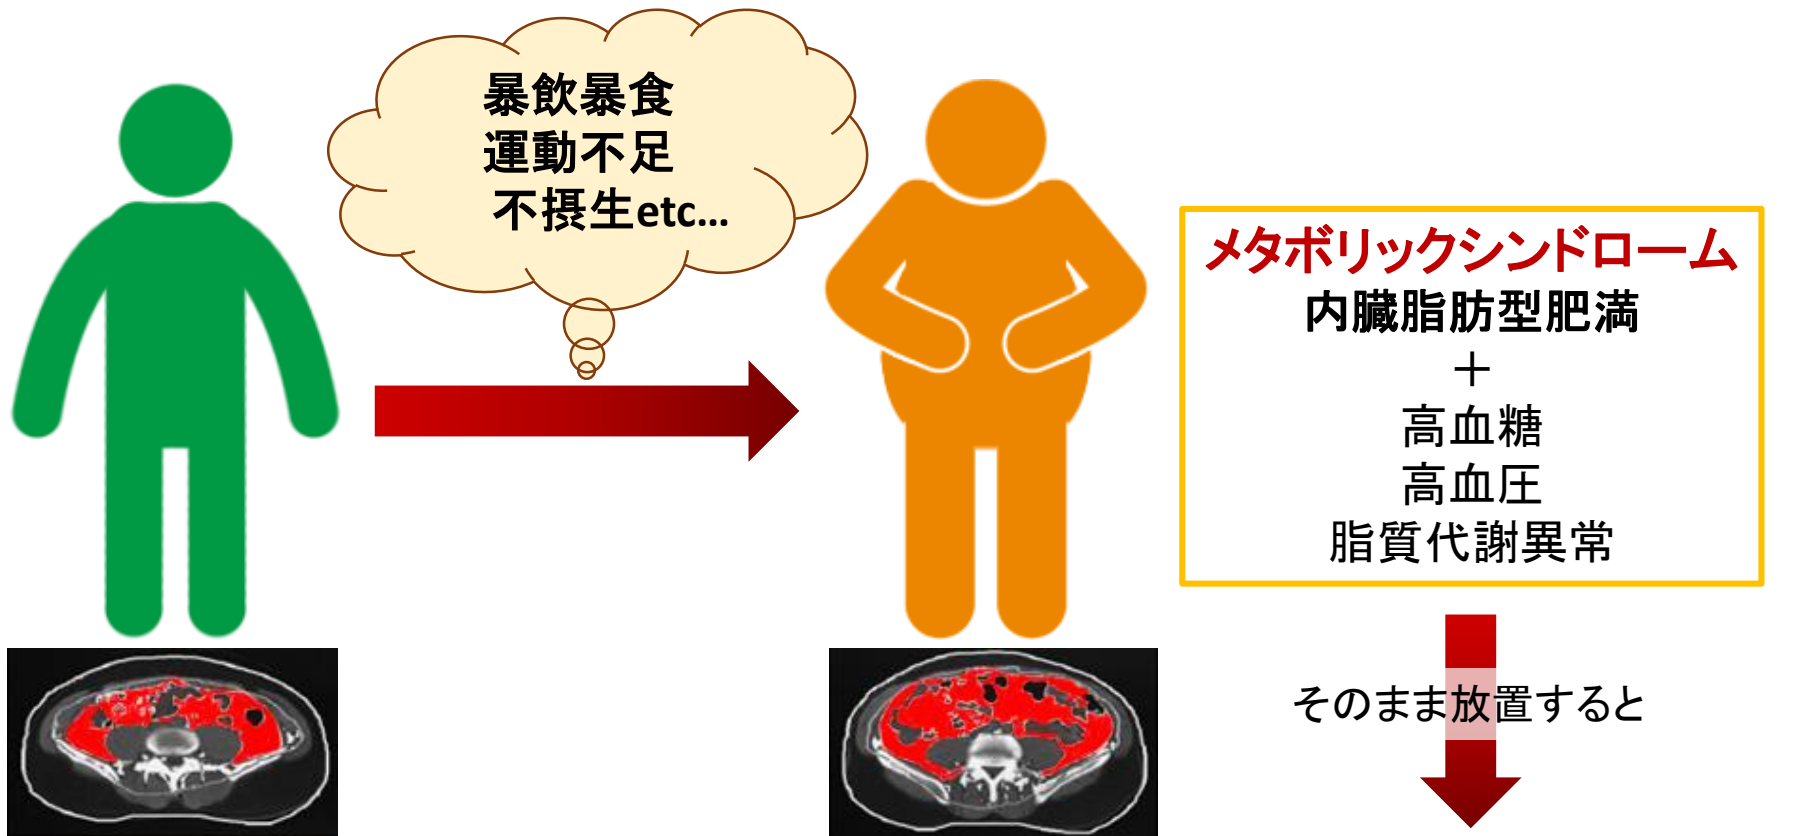 暴飲暴食
運動不足
不摂生etc...
メタボリックシンドローム
内臓脂肪型肥満
＋
高血糖
高血圧
脂質代謝異常
そのまま放置すると